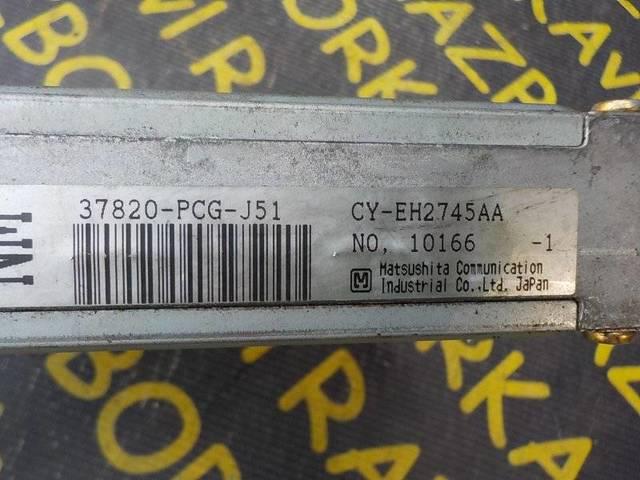 37820-PCG-J51
CY-EH2745AA
NO. 10166 -1
M Matsushita Communication
Industrial Co.,Ltd. JaPan